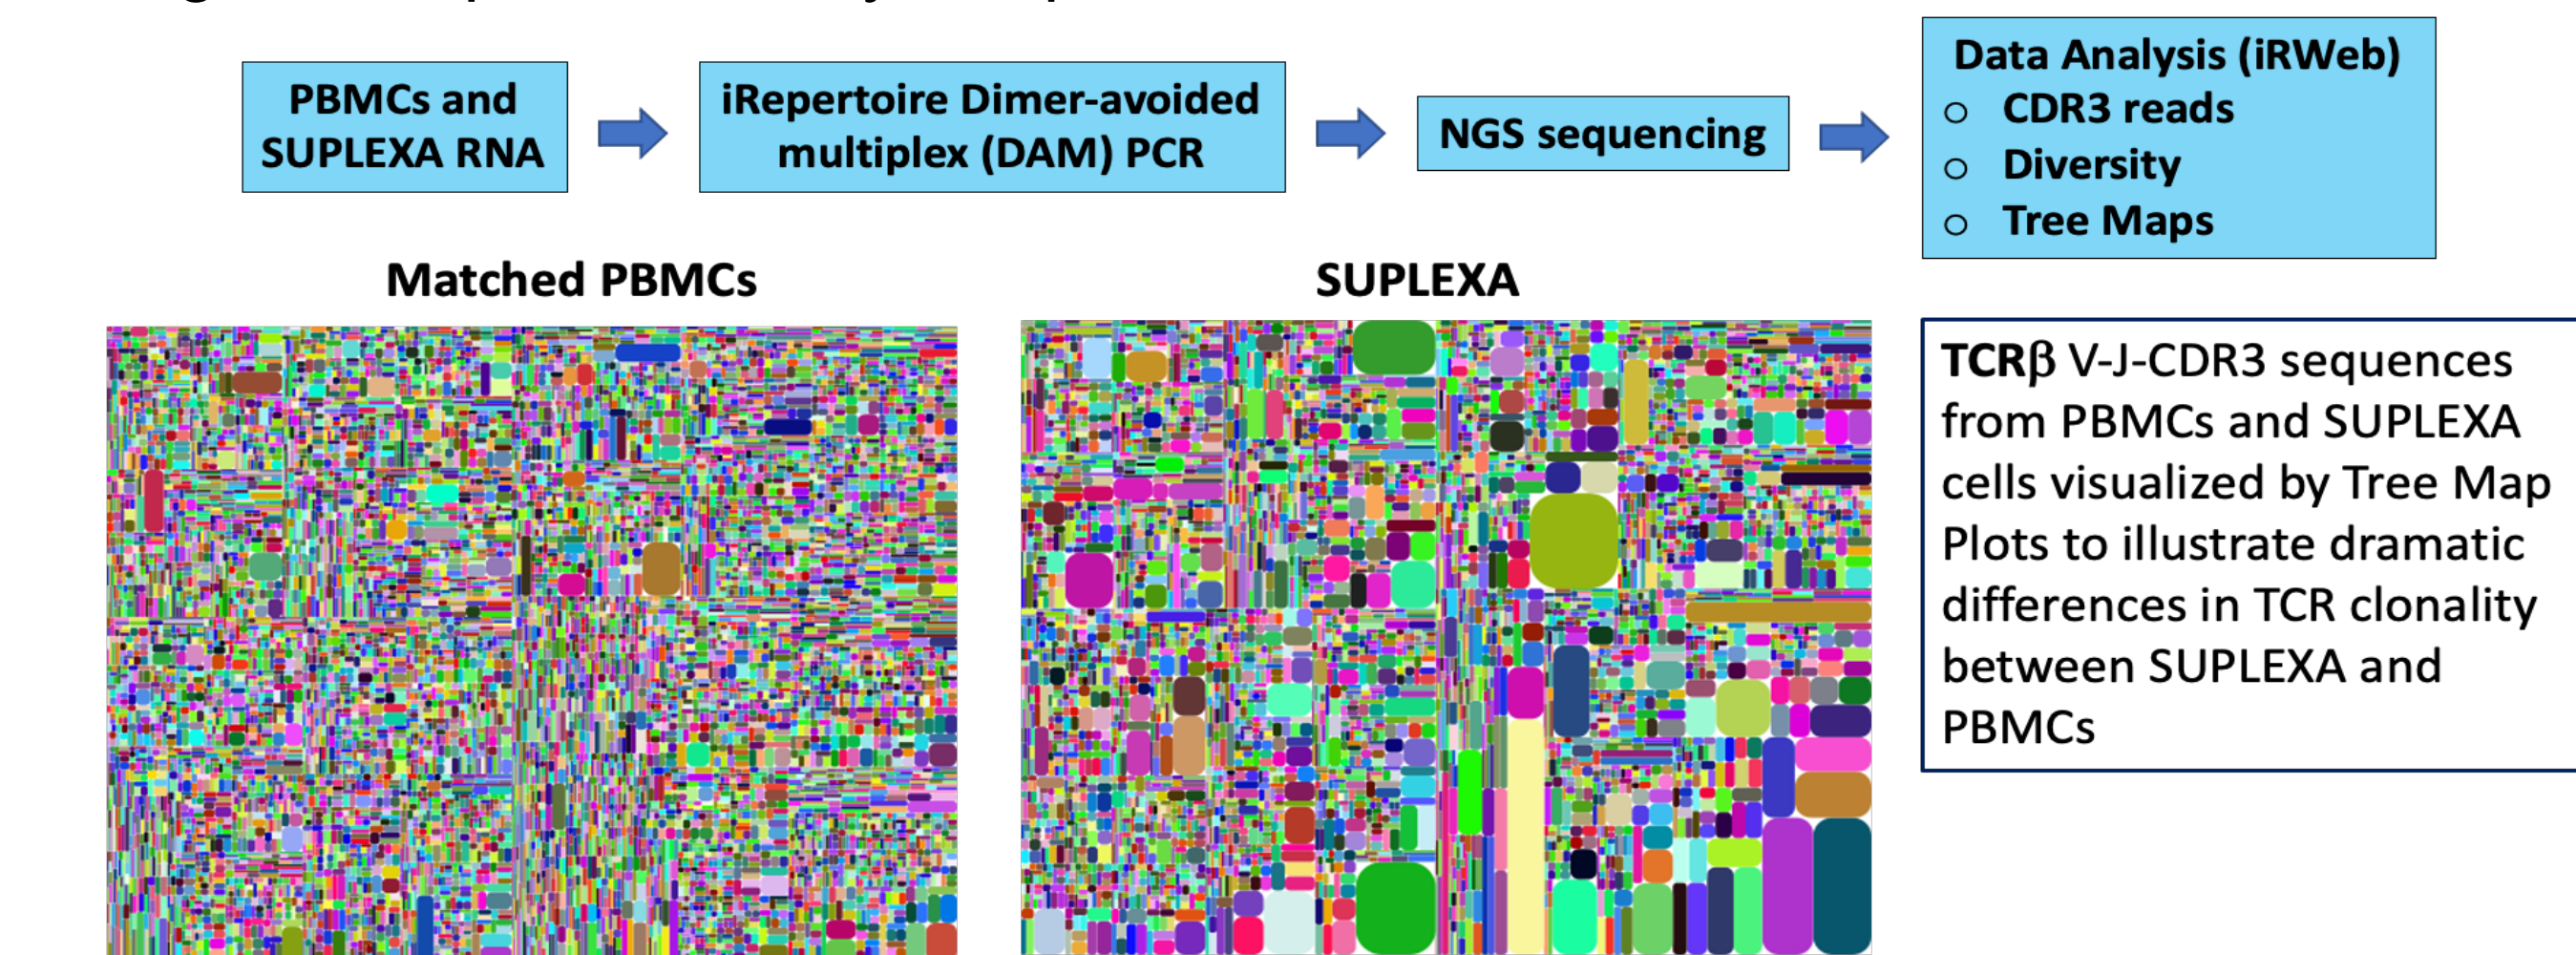 PBMCs and
SUPLEXA RNA
iRepertoire Dimer-avoided
multiplex (DAM) PCR
NGS sequencing
Data Analysis (iRWeb)
o CDR3 reads
o Diversity
o Tree Maps
Matched PBMCs
SUPLEXA
TCRβ V-J-CDR3 sequences
from PBMCs and SUPLEXA
cells visualized by Tree Map
Plots to illustrate dramatic
differences in TCR clonality
between SUPLEXA and
PBMCs